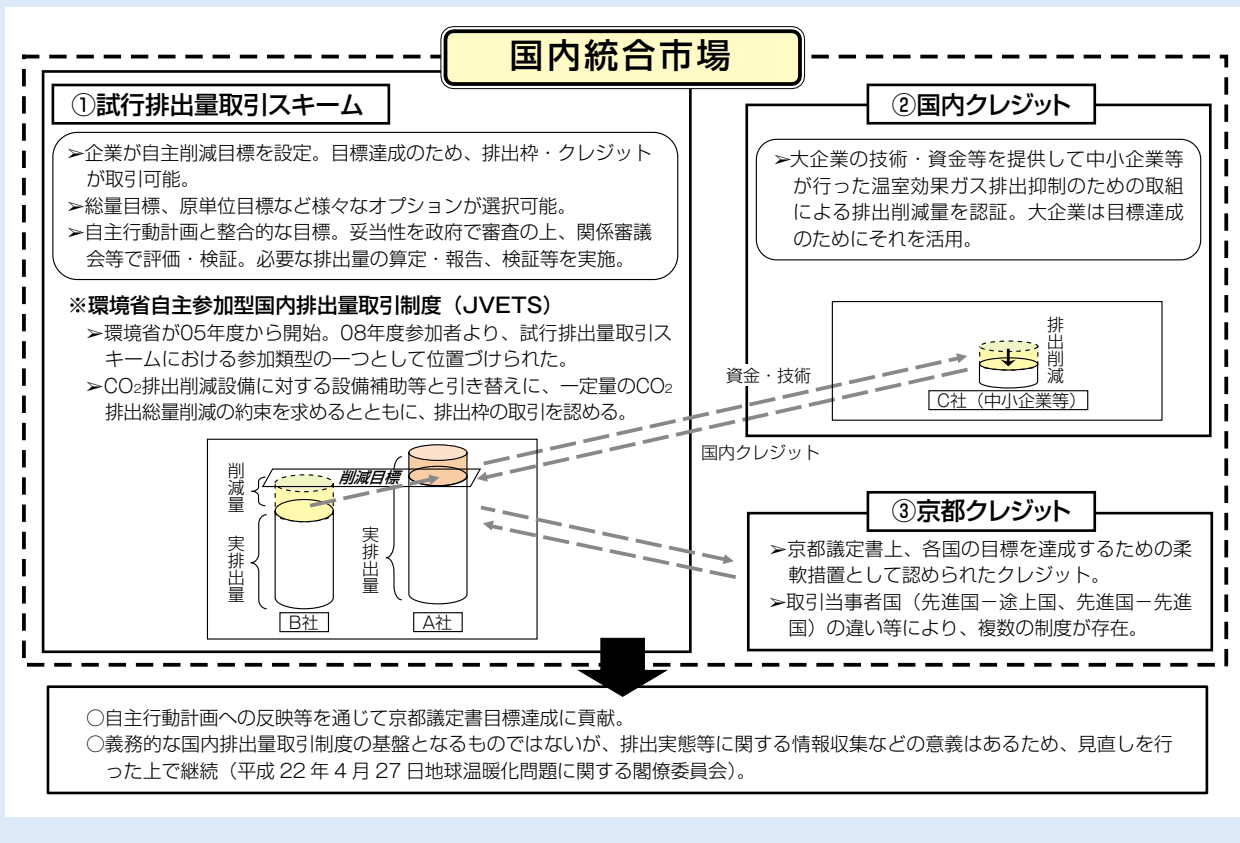 国内統合市場
①試行排出量取引スキーム
➢企業が自主削減目標を設定。目標達成のため、排出枠・クレジット
が取引可能。
➢総量目標、原単位目標など様々なオプションが選択可能。
➢自主行動計画と整合的な目標。妥当性を政府で審査の上、関係審議
会等で評価・検証。必要な排出量の算定・報告、検証等を実施。
※環境省自主参加型国内排出量取引制度（JVETS）
➢環境省が05年度から開始。08年度参加者より、試行排出量取引ス
キームにおける参加類型の一つとして位置づけられた。
➢CO₂排出削減設備に対する設備補助等と引き替えに、一定量のCO₂
排出総量削減の約束を求めるとともに、排出枠の取引を認める。
削減量
削減目標
実排出量
実排出量
B社
A社
資金・技術
国内クレジット
②国内クレジット
➢大企業の技術・資金等を提供して中小企業等
が行った温室効果ガス排出抑制のための取組
による排出削減量を認証。大企業は目標達成
のためにそれを活用。
排出削減
C社（中小企業等）
③京都クレジット
➢京都議定書上、各国の目標を達成するための柔
軟措置として認められたクレジット。
➢取引当事者国（先進国－途上国、先進国－先進
国）の違い等により、複数の制度が存在。
○自主行動計画への反映等を通じて京都議定書目標達成に貢献。
○義務的な国内排出量取引制度の基盤となるものではないが、排出実態等に関する情報収集などの意義はあるため、見直しを行
った上で継続（平成 22 年 4 月 27 日地球温暖化問題に関する閣僚委員会）。